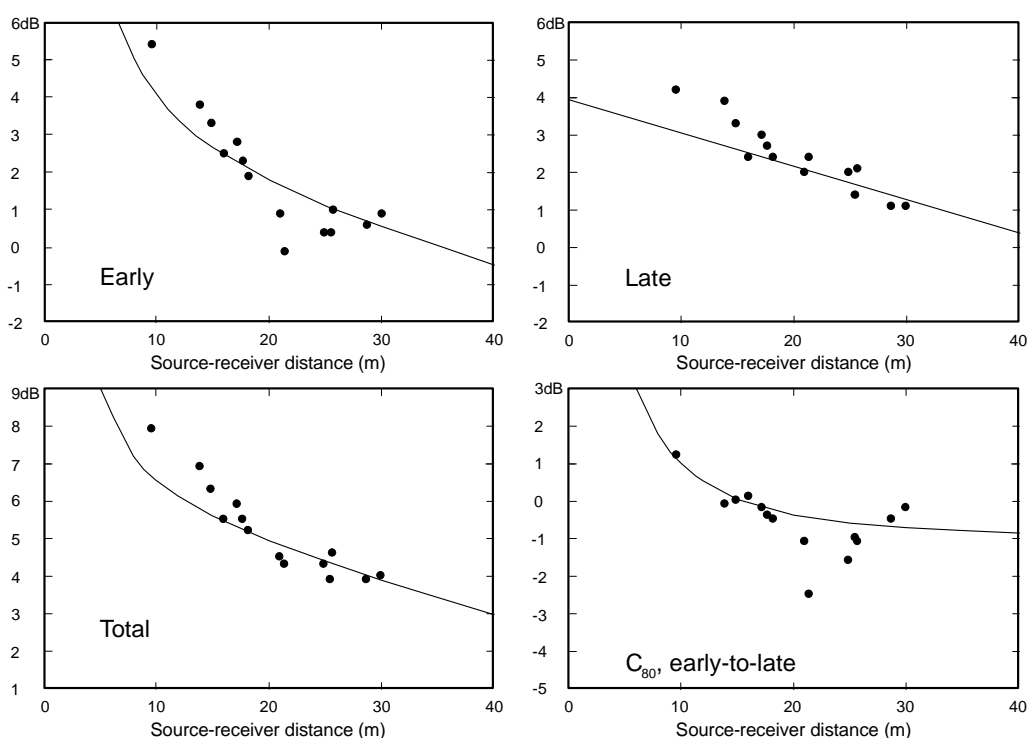 6dB
5
4
3
2
1
0
-1
-2
Early
0 10 20 30 40
Source-receiver distance (m)
6dB
5
4
3
2
1
0
-1
-2
Late
0 10 20 30 40
Source-receiver distance (m)
9dB
8
7
6
5
4
3
2
1
Total
0 10 20 30 40
Source-receiver distance (m)
3dB
2
1
0
-1
-2
-3
-4
-5
C80, early-to-late
0 10 20 30 40
Source-receiver distance (m)